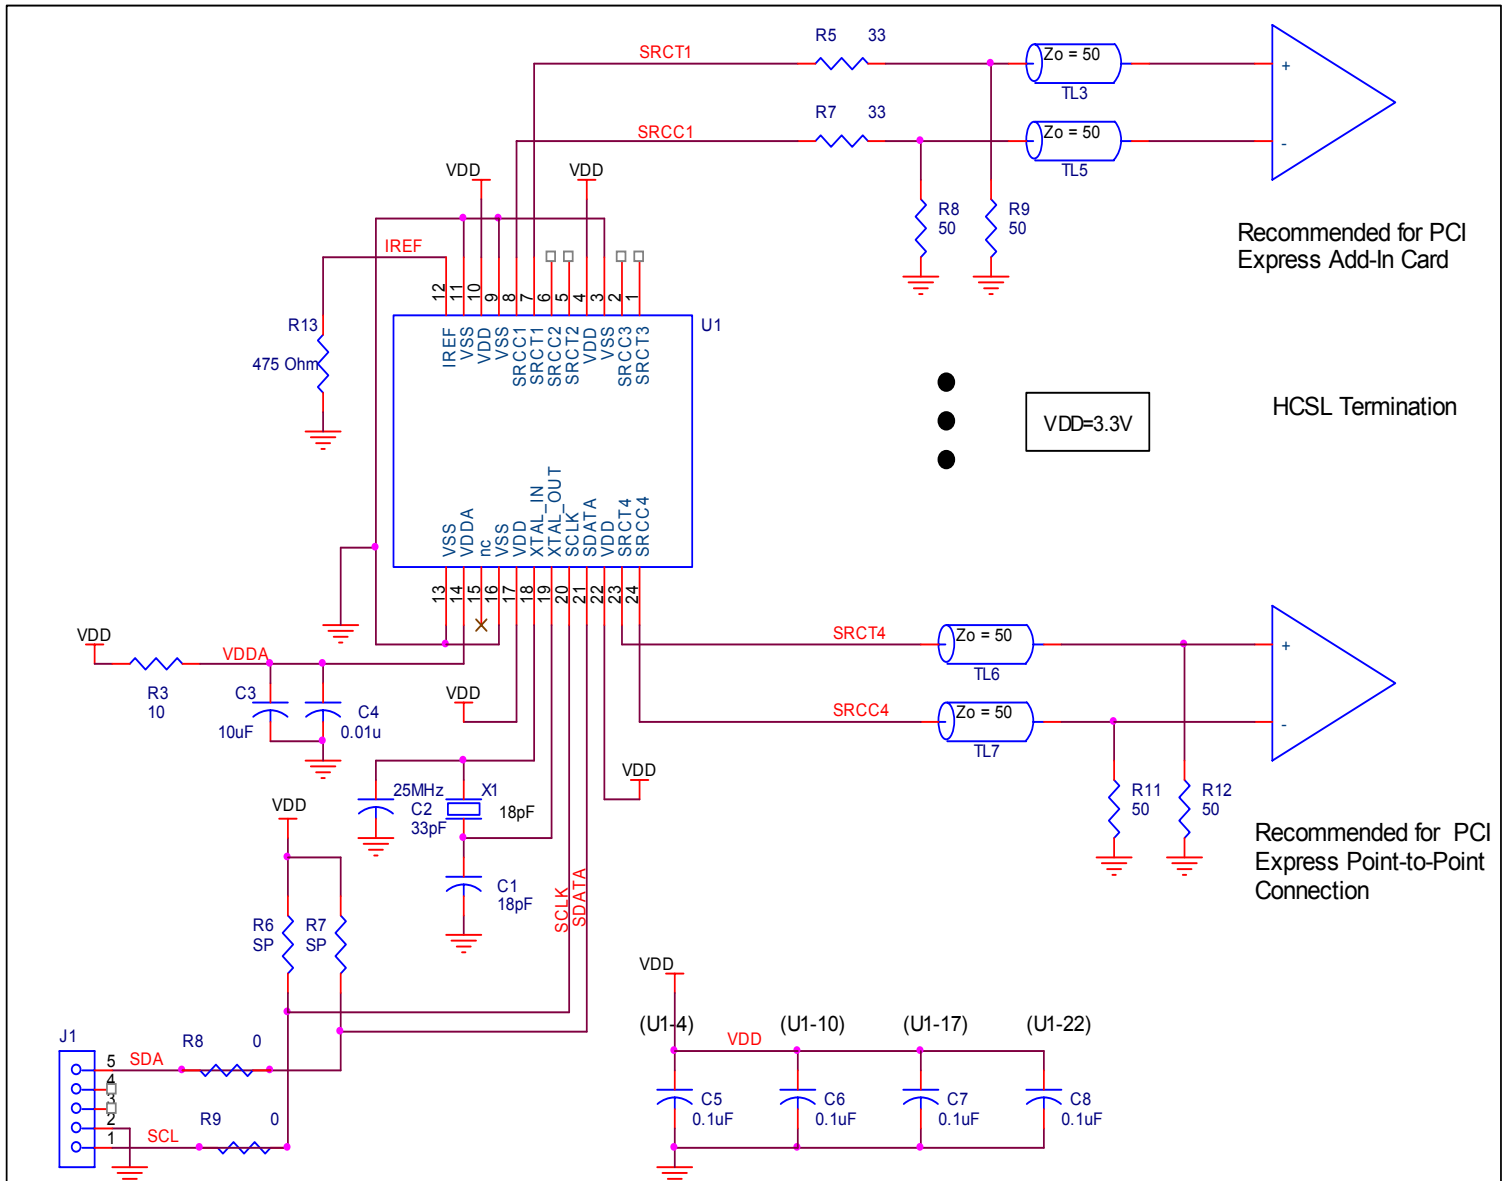 R5 33
SRCT1
Zo = 50
TL3
+
R7 33
SRCC1
Zo = 50
TL5
-
VDD
VDD
R8
50
R9
50
Recommended for PCI
Express Add-In Card
IREF
12
11
10
9
8
7
6
5
4
3
2
1
R13
475 Ohm
U1
IREF
VSS
VDD
VSS
SRCC1
SRCT1
SRCC2
SRCT2
VDD
VSS
SRCC3
SRCT3
VDD=3.3V
HCSL Termination
VSS
VDDA
nc
VSS
VDD
XTAL_IN
XTAL_OUT
SCLK
SDATA
VDD
SRCT4
SRCC4
13
14
15
16
17
18
19
20
21
22
23
24
VDD
VDDA
R3
10
C3
10uF
C4
0.01u
VDD
SRCT4
Zo = 50
TL6
+
SRCC4
Zo = 50
TL7
-
VDD
25MHz
X1
C2
33pF
18pF
R11
50
R12
50
C1
18pF
Recommended for PCI
Express Point-to-Point
Connection
VDD
R6
SP
R7
SP
SCLK
SDATA
VDD
(U1-4)
(U1-10)
(U1-17)
(U1-22)
VDD
C5
0.1uF
C6
0.1uF
C7
0.1uF
C8
0.1uF
J1
5
4
3
2
1
SDA
R8 0
R9 0
SCL